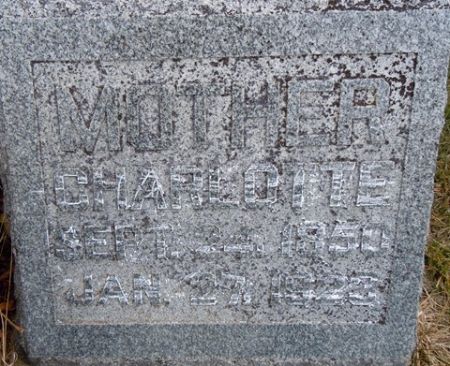 MOTHER
CHARLOTTE
SEPT. 1850
JAN. 27, 1923